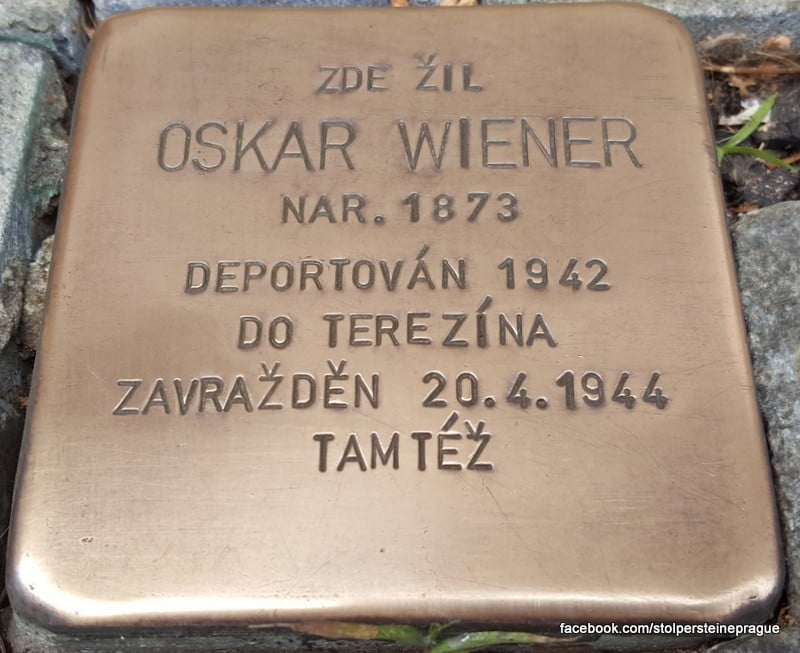 ZDE ŽIL
OSKAR WIENER
NAR. 1873
DEPORTOVÁN 1942
DO TEREZÍNA
ZAVRAŽDĚN 20.4.1944
TAMTÉŽ
facebook.com/stolpersteineprague